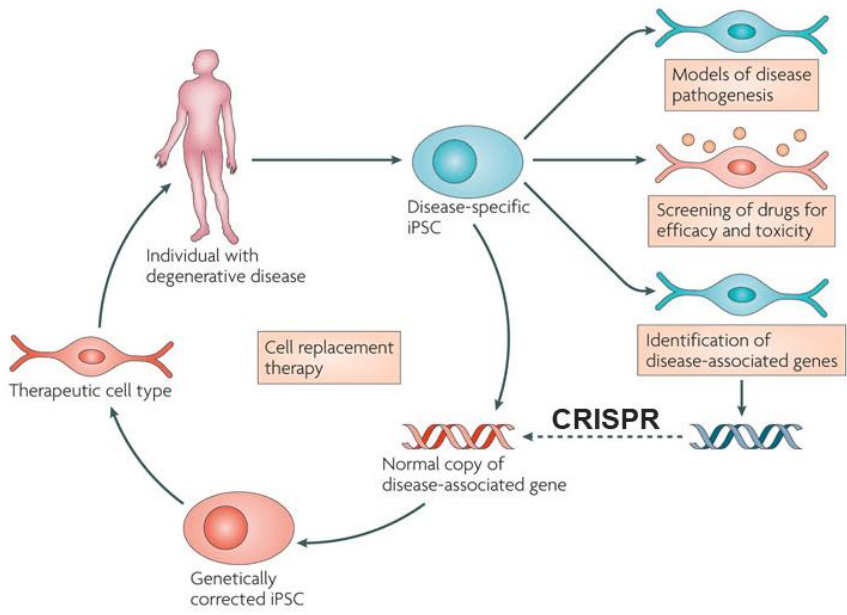 Models of disease
pathogenesis
Disease-specific
iPSC
Screening of drugs for
efficacy and toxicity
Individual with
degenerative disease
Identification of
disease-associated genes
Cell replacement
therapy
Therapeutic cell type
CRISPR
Normal copy of
disease-associated gene
Genetically
corrected iPSC